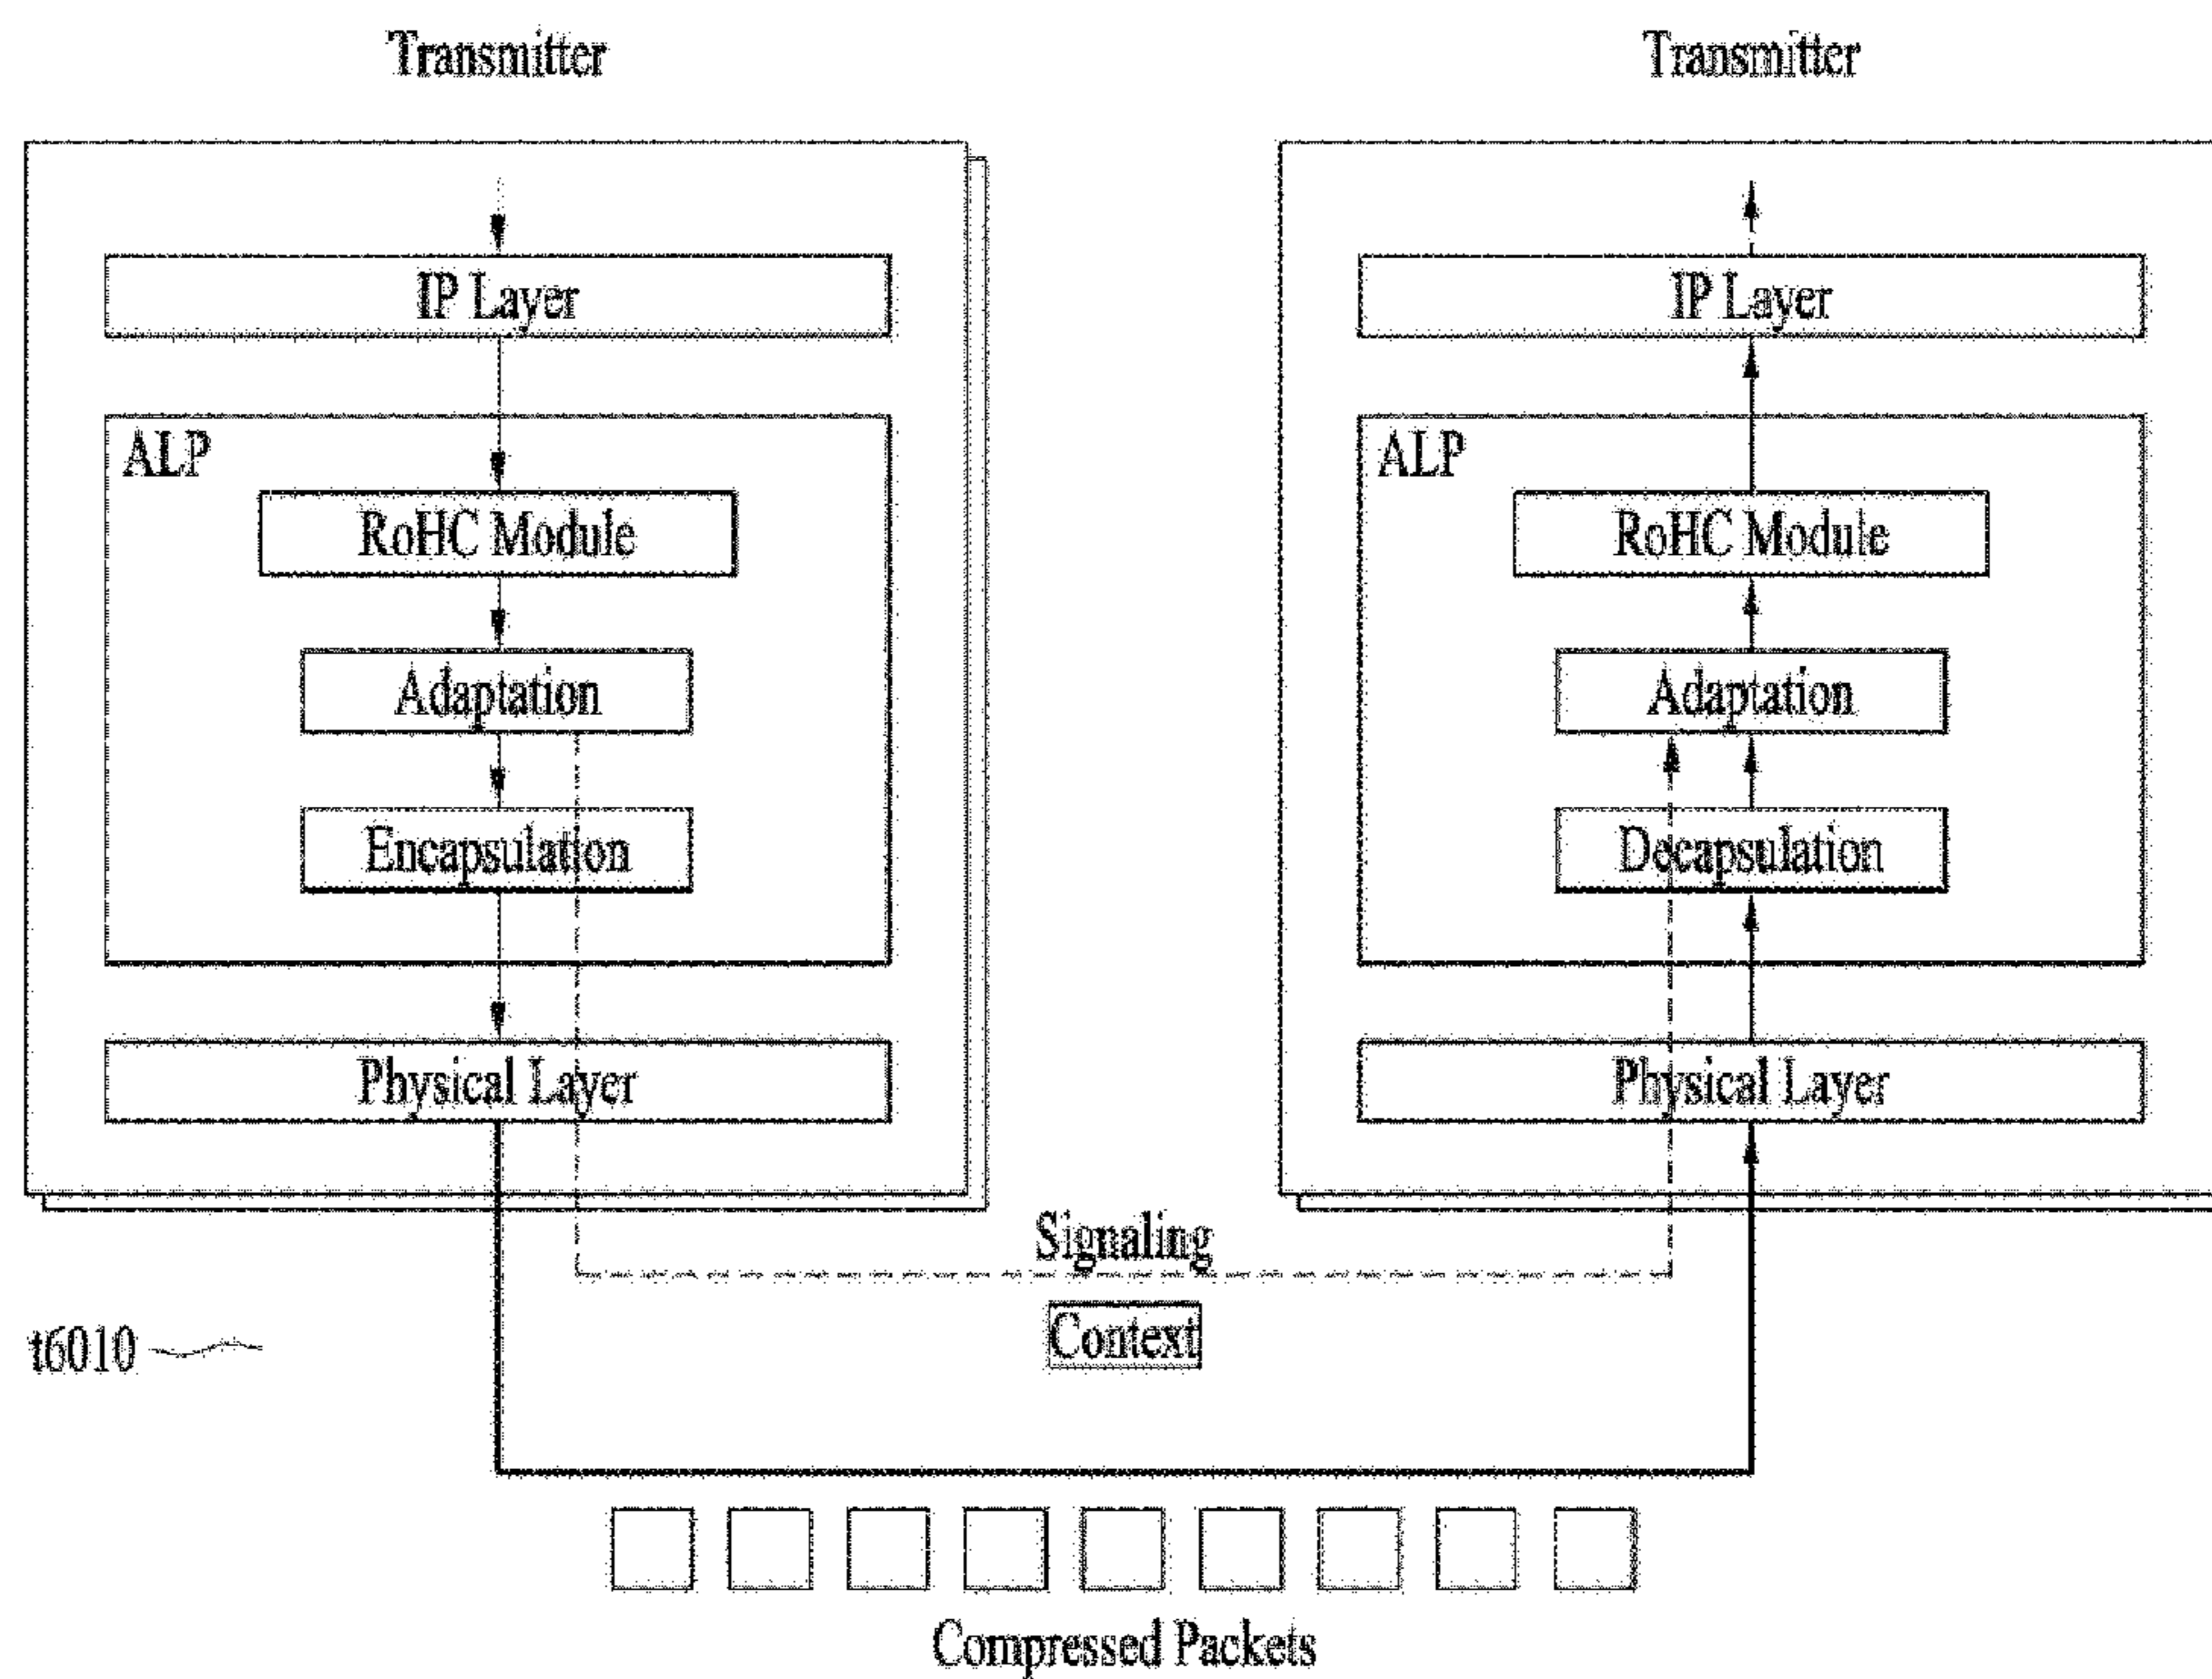 Transmitter
IP Layer
ALP
RoHC Module
Adaptation
Encapsulation
Physical Layer
Transmitter
IP Layer
ALP
RoHC Module
Adaptation
Decapsulation
Physical Layer
Signaling
Context
t6010
Compressed Packets